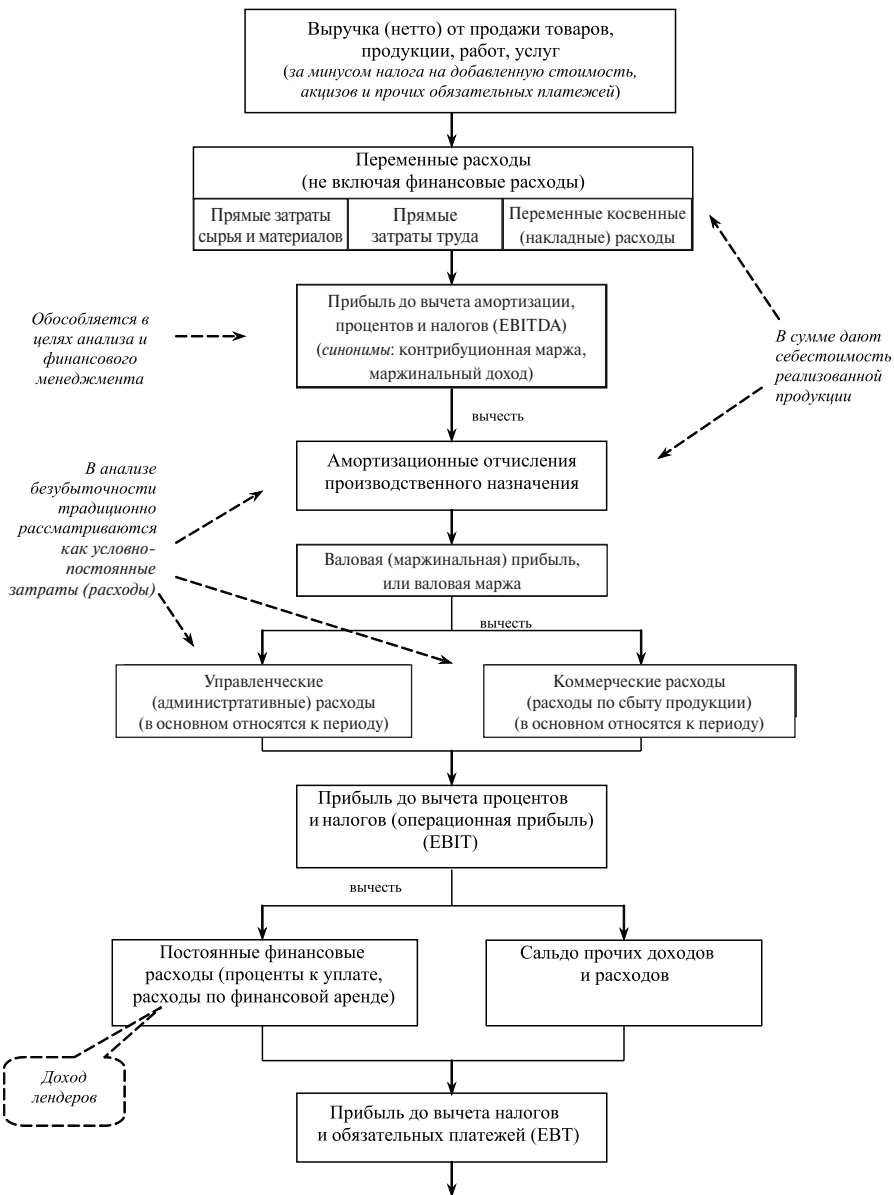 Выручка (нетто) от продажи товаров,
продукции, работ, услуг
(за минусом налога на добавленную стоимость,
акцизов и прочих обязательных платежей)
Переменные расходы
(не включая финансовые расходы)
Прямые затраты
сырья и материалов
Прямые
затраты труда
Переменные косвенные
(накладные) расходы
Прибыль до вычета амортизации,
процентов и налогов (EBITDA)
(синонимы: контрибуционная маржа,
маржинальный доход)
Обособляется в
целях анализа и
финансового
менеджмента
В сумме дают
себестоимость
реализованной
продукции
вычесть
Амортизационные отчисления
производственного назначения
В анализе
безубыточности
традиционно
рассматриваются
как условно-
постоянные
затраты (расходы)
Валовая (маржинальная) прибыль,
или валовая маржа
вычесть
Управленческие
(администртативные) расходы
(в основном относятся к периоду)
Коммерческие расходы
(расходы по сбыту продукции)
(в основном относятся к периоду)
Прибыль до вычета процентов
и налогов (операционная прибыль)
(EBIT)
вычесть
Постоянные финансовые
расходы (проценты к уплате,
расходы по финансовой аренде)
Сальдо прочих доходов
и расходов
Доход
лендеров
Прибыль до вычета налогов
и обязательных платежей (EBT)